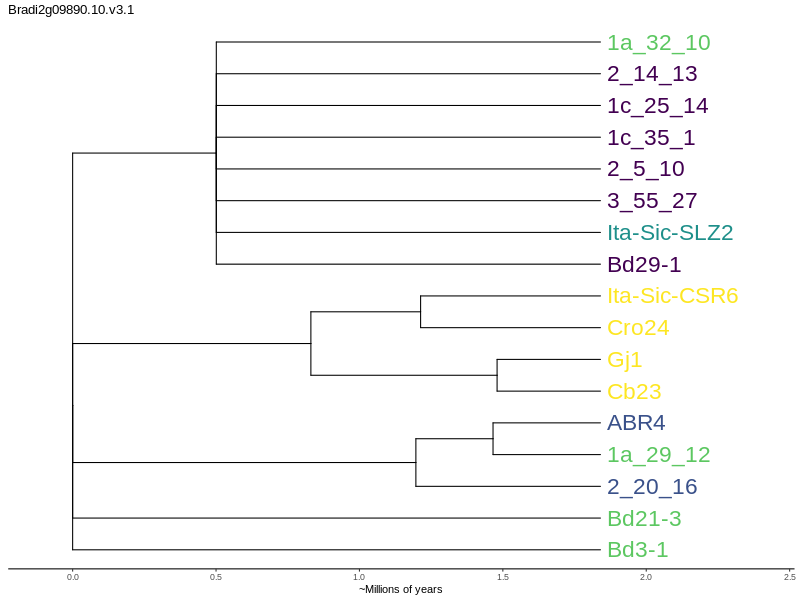 Bradi2g09890.10.v3.1
1a_32_10
2_14_13
1c_25_14
1c_35_1
2_5_10
3_55_27
Ita-Sic-SLZ2
Bd29-1
Ita-Sic-CSR6
Cro24
Gj1
Cb23
ABR4
1a_29_12
2_20_16
Bd21-3
Bd3-1
0.0 0.5 1.0 1.5 2.0 2.5
~Millions of years